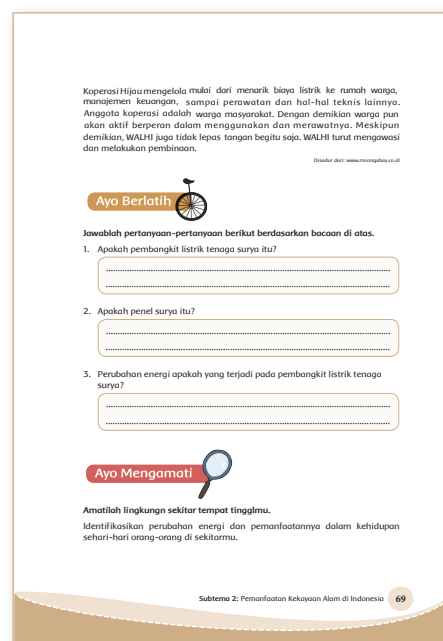 Koperasi Hijau mengelola mulai dari menarik biaya listrik ke rumah warga,
manajemen keuangan, sampai perawatan dan hal-hal teknis lainnya.
Anggota koperasi adalah warga masyarakat. Dengan demikian warga pun
akan aktif berperan dalam menggunakan dan merawatnya. Meskipun
demikian, WALHI juga tidak lepas tangan begitu saja. WALHI turut mengawasi
dan melakukan pembinaan.
Disadur dari: www.monngabay.co.id
Ayo Berlatih
Jawablah pertanyaan-pertanyaan berikut berdasarkan bacaan di atas.
1. Apakah pembangkit listrik tenaga surya itu?
2. Apakah penel surya itu?
3. Perubahan energi apakah yang terjadi pada pembangkit listrik tenaga
surya?
Ayo Mengamati
Amatilah lingkungn sekitar tempat tingglmu.
Identifikasikan perubahan energi dan pemanfaatannya dalam kehidupan
sehari-hari orang-orang di sekitarmu.
Subtema 2: Pemanfaatan Kekayaan Alam di Indonesia 69